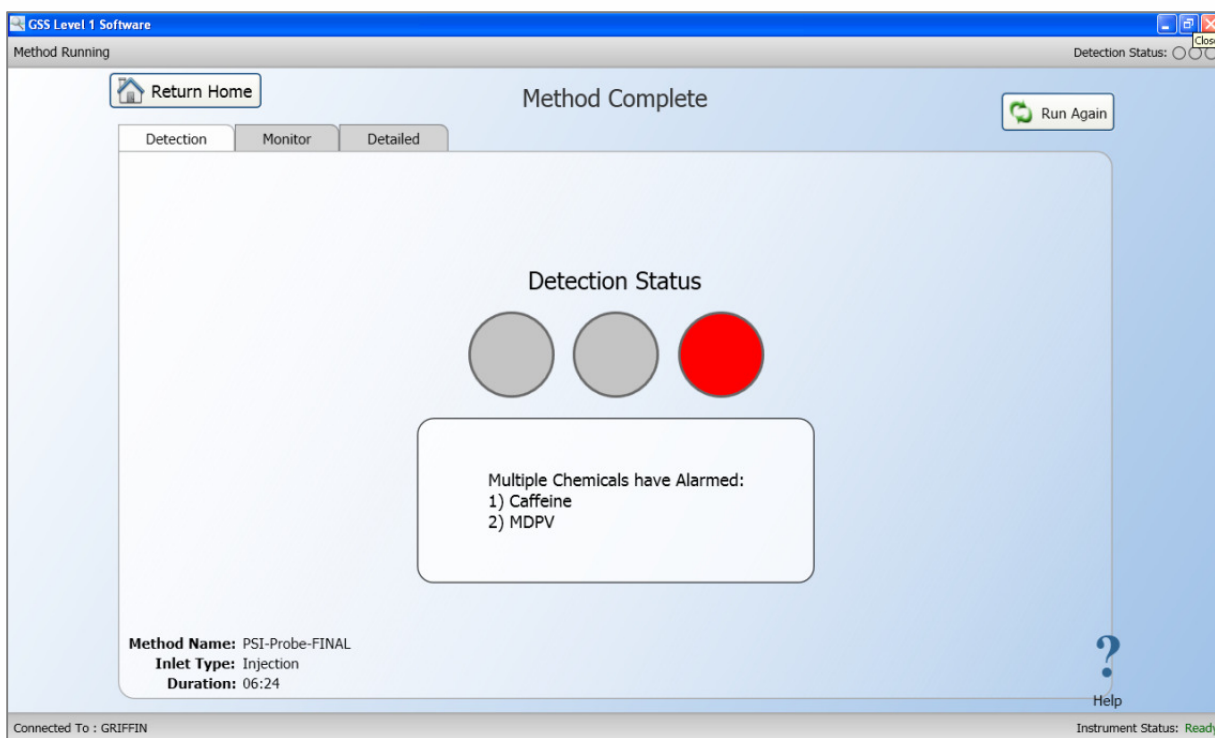 GSS Level 1 Software
Close
Method Running
Detection Status:
Return Home
Method Complete
Run Again
Detection
Monitor
Detailed
Detection Status
Multiple Chemicals have Alarmed:
1) Caffeine
2) MDPV
Method Name: PSI-Probe-FINAL
Inlet Type: Injection
Duration: 06:24
?
Help
Connected To : GRIFFIN
Instrument Status: Ready